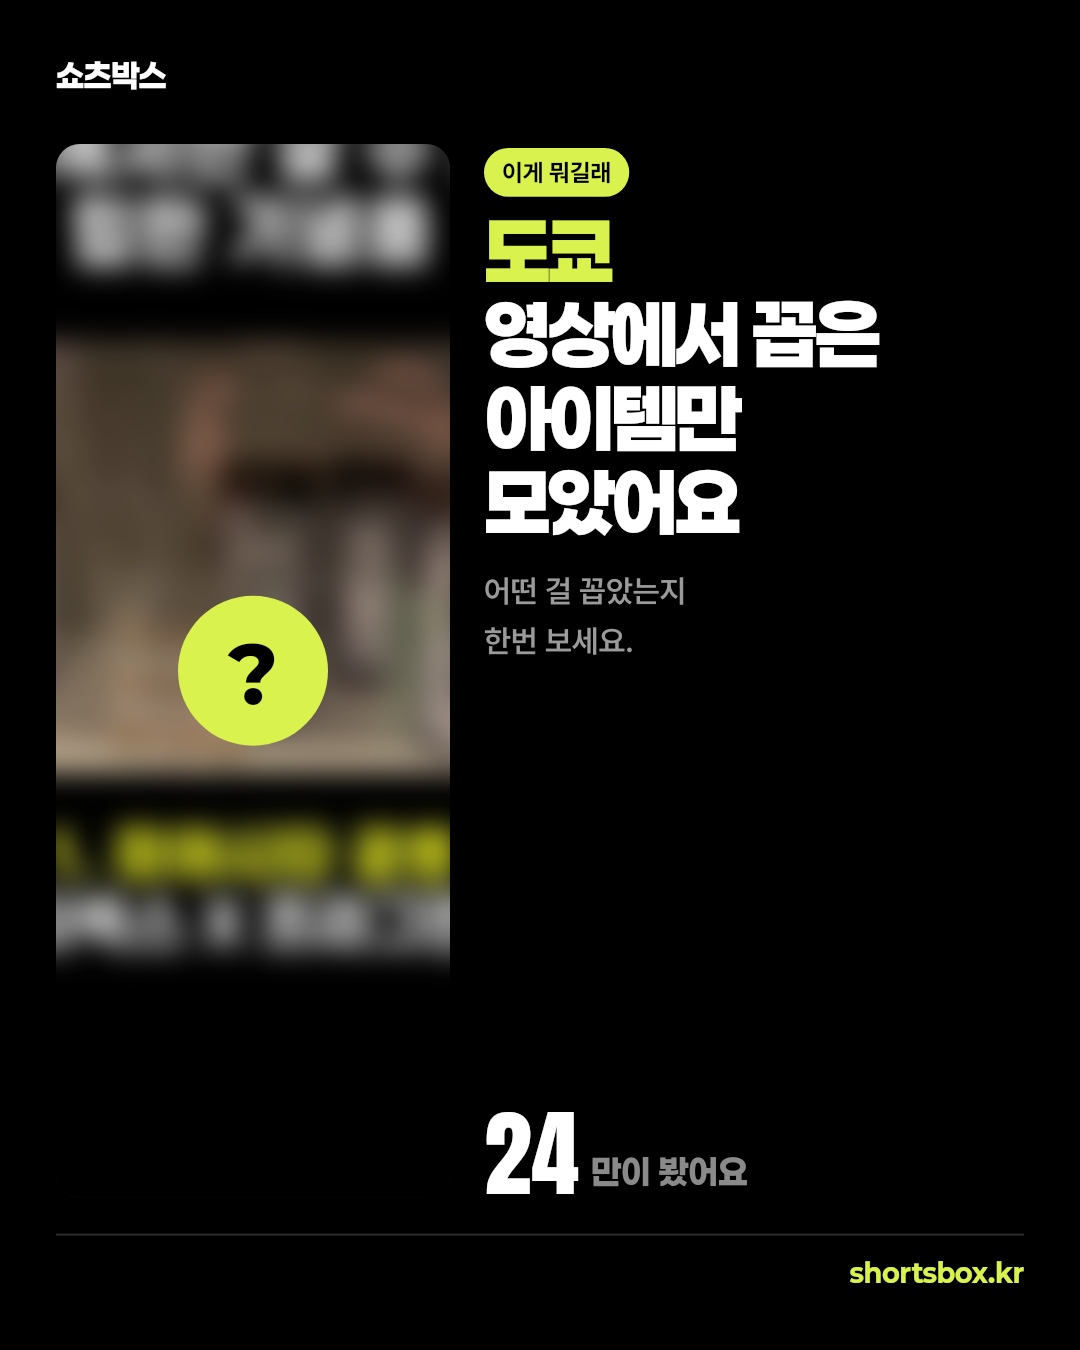 쇼츠박스
이게 뭐길래
도쿄
영상에서 꼽은
아이템만
모았어요
어떤 걸 꼽았는지
한번 보세요.
?
24 만이 봤어요
shortsbox.kr